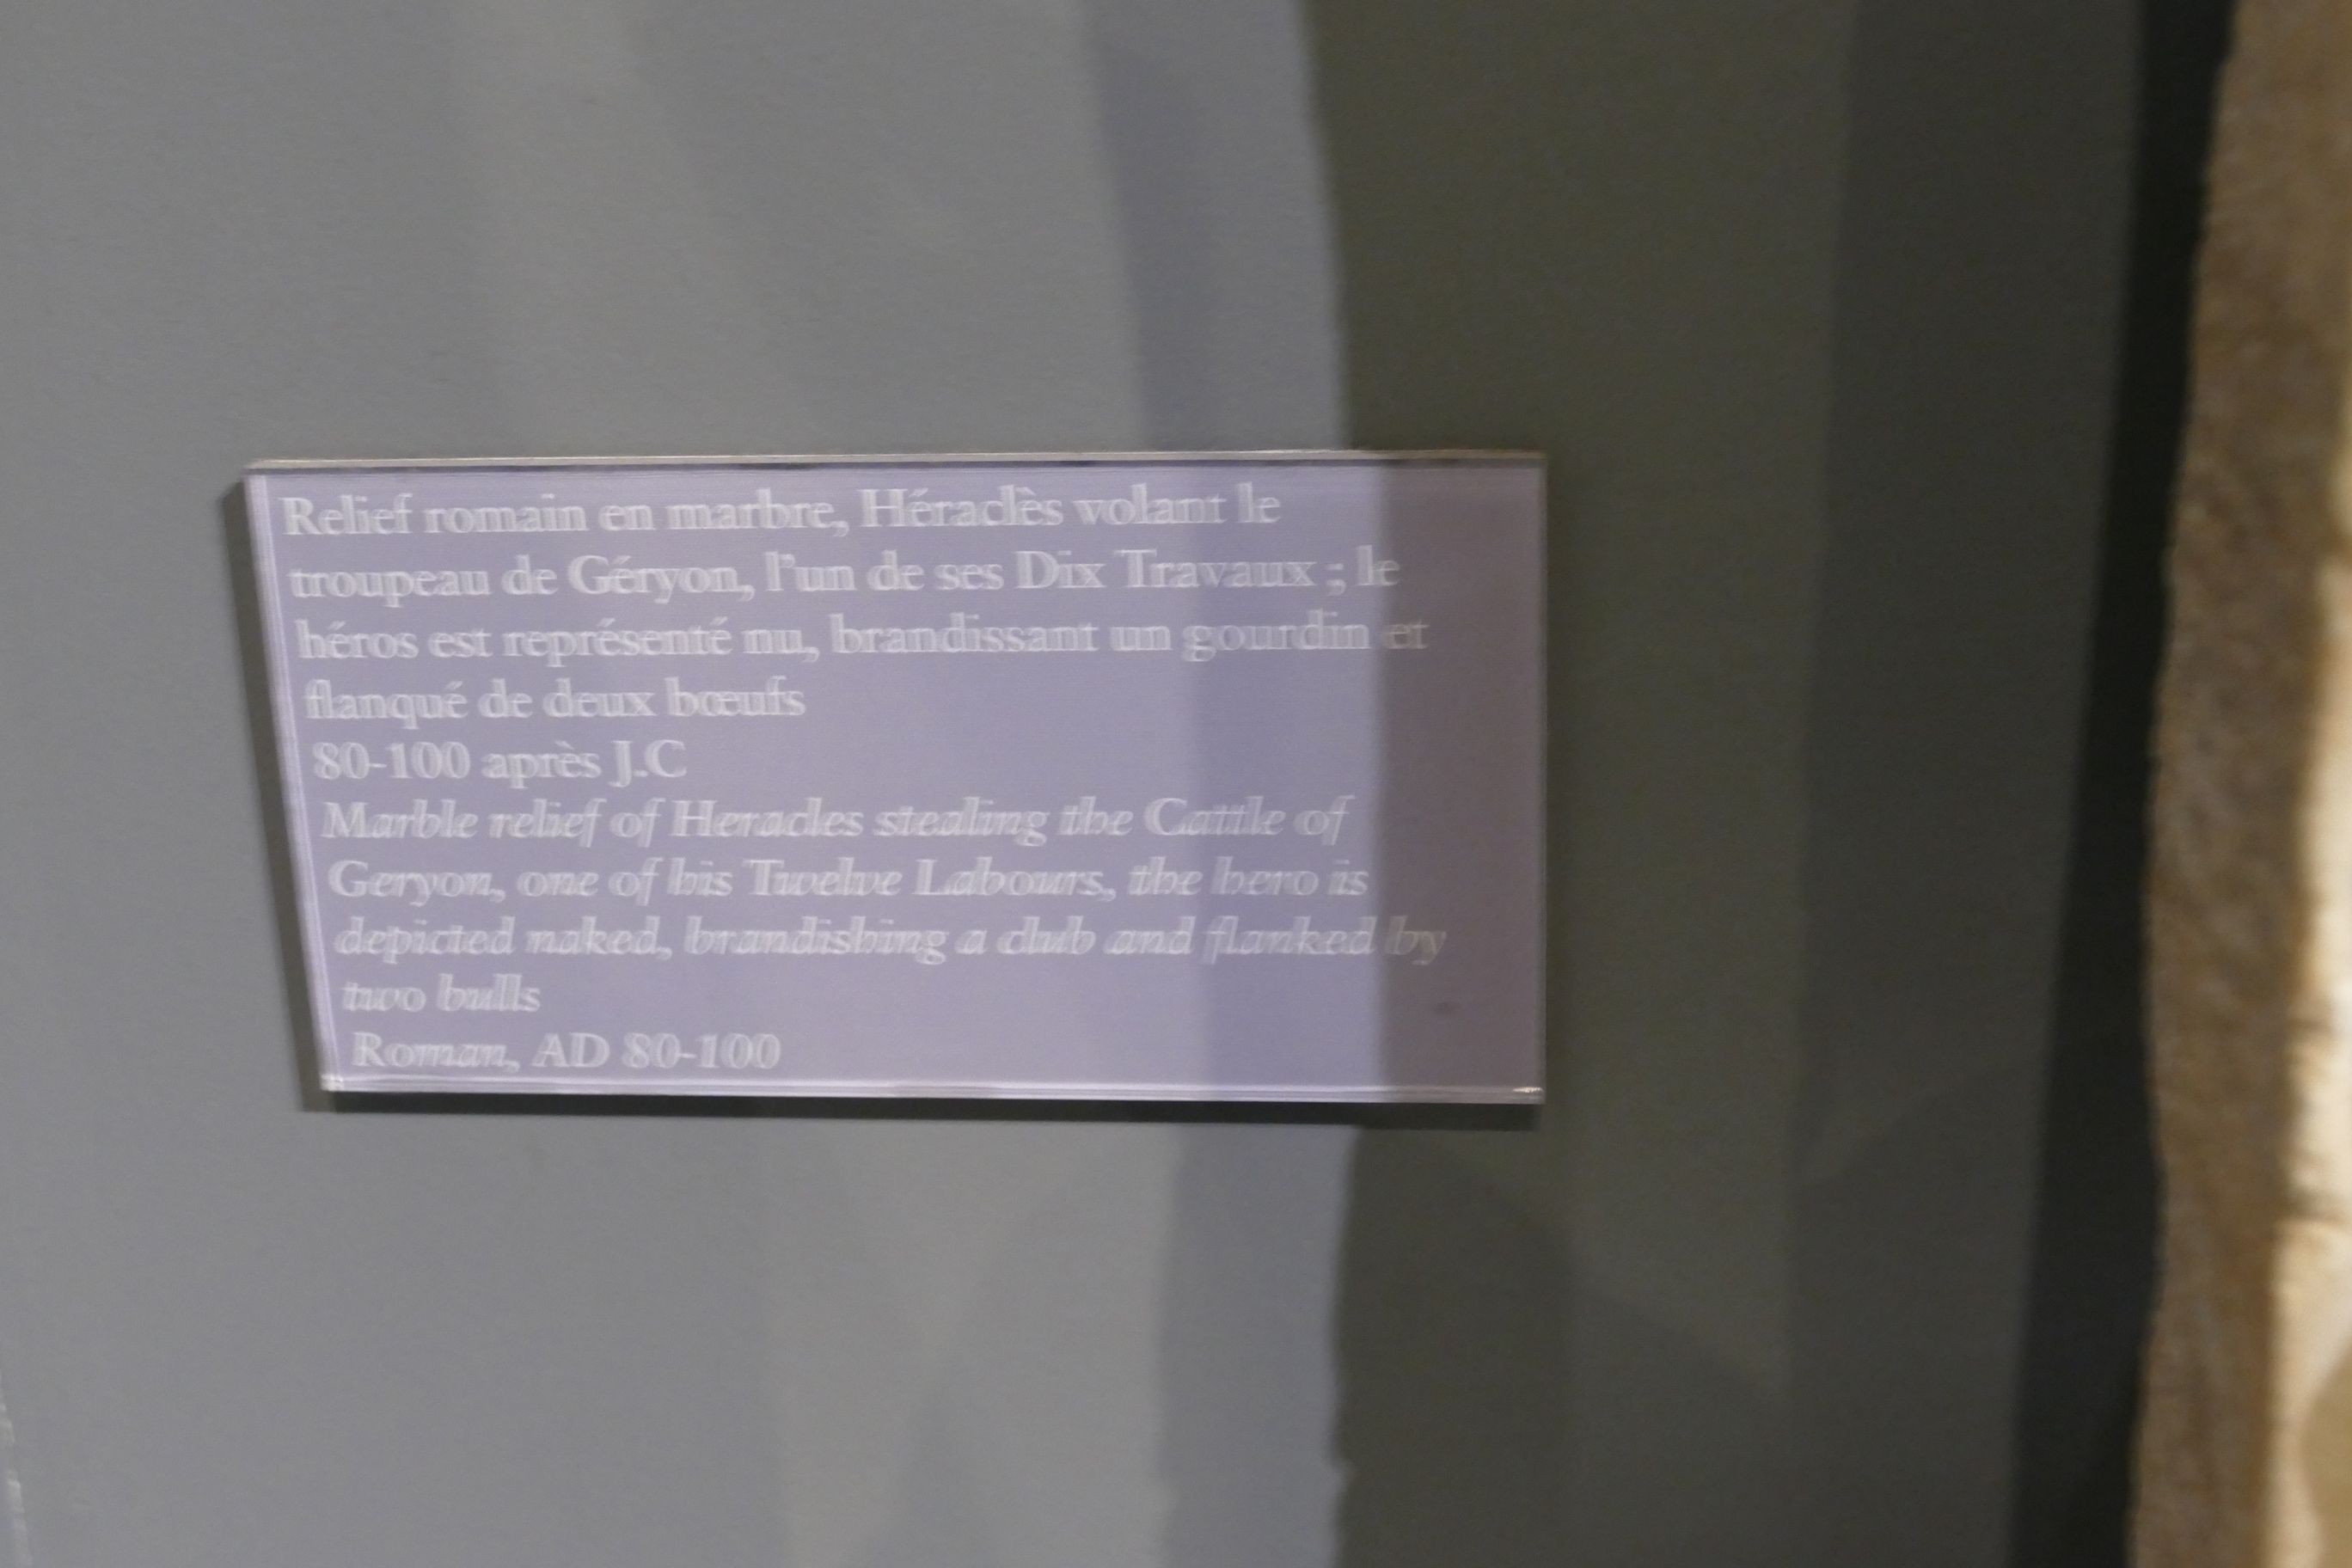 Relief romain en marbre, Héraclès volant le
troupeau de Géryon, l'un de ses Dix Travaux ; le
héros est représenté nu, brandissant un gourdin et
flanqué de deux bœufs
80-100 après J.C
Marble relief of Heracles stealing the Cattle of
Geryon, one of his Twelve Labours, the hero is
depicted naked, brandishing a club and flanked by
two bulls
Roman, AD 80-100